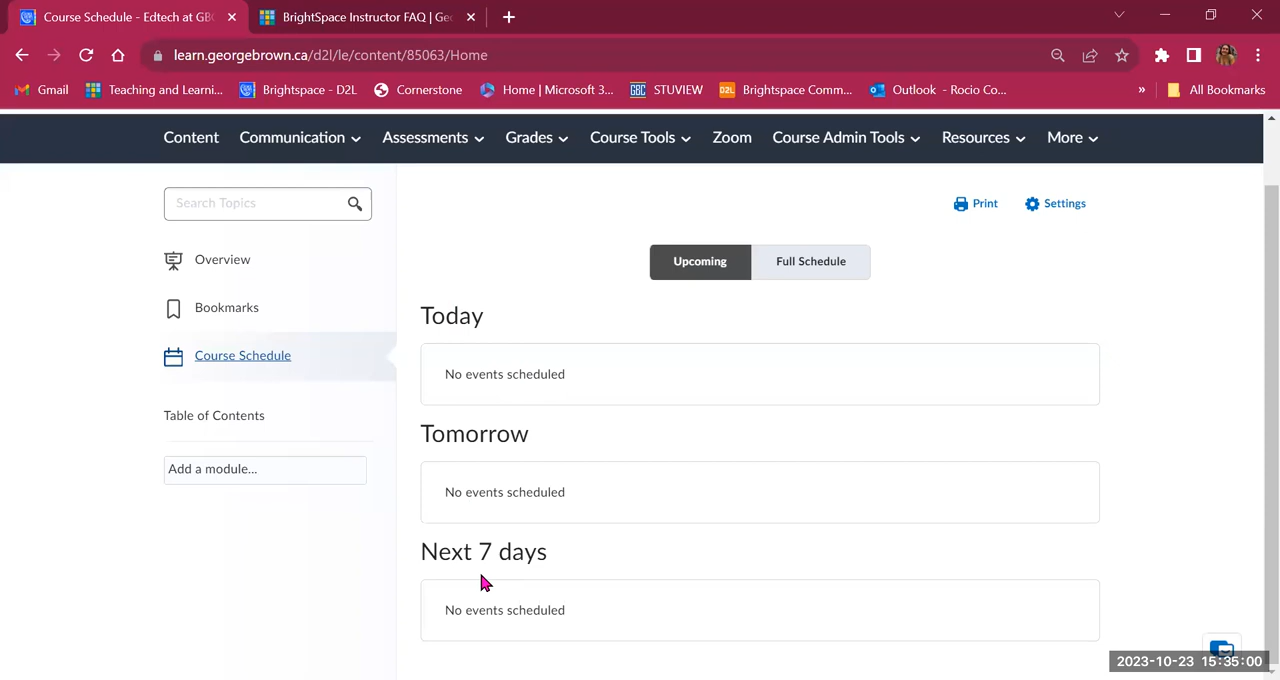 Course Schedule - Edtech at GBC
BrightSpace Instructor FAQ | Geo
learn.georgebrown.ca/d2l/le/content/85063/Home
Gmail Teaching and Learni... Brightspace - D2L Cornerstone Home | Microsoft 3... GBC STUVIEW D2L Brightspace Comm... Outlook - Rocio Co... » All Bookmarks
Content Communication Assessments Grades Course Tools Zoom Course Admin Tools Resources More
Search Topics
Print Settings
Upcoming Full Schedule
Overview
Bookmarks
Course Schedule
Table of Contents
Add a module...
Today
No events scheduled
Tomorrow
No events scheduled
Next 7 days
No events scheduled
2023-10-23 15:35:00